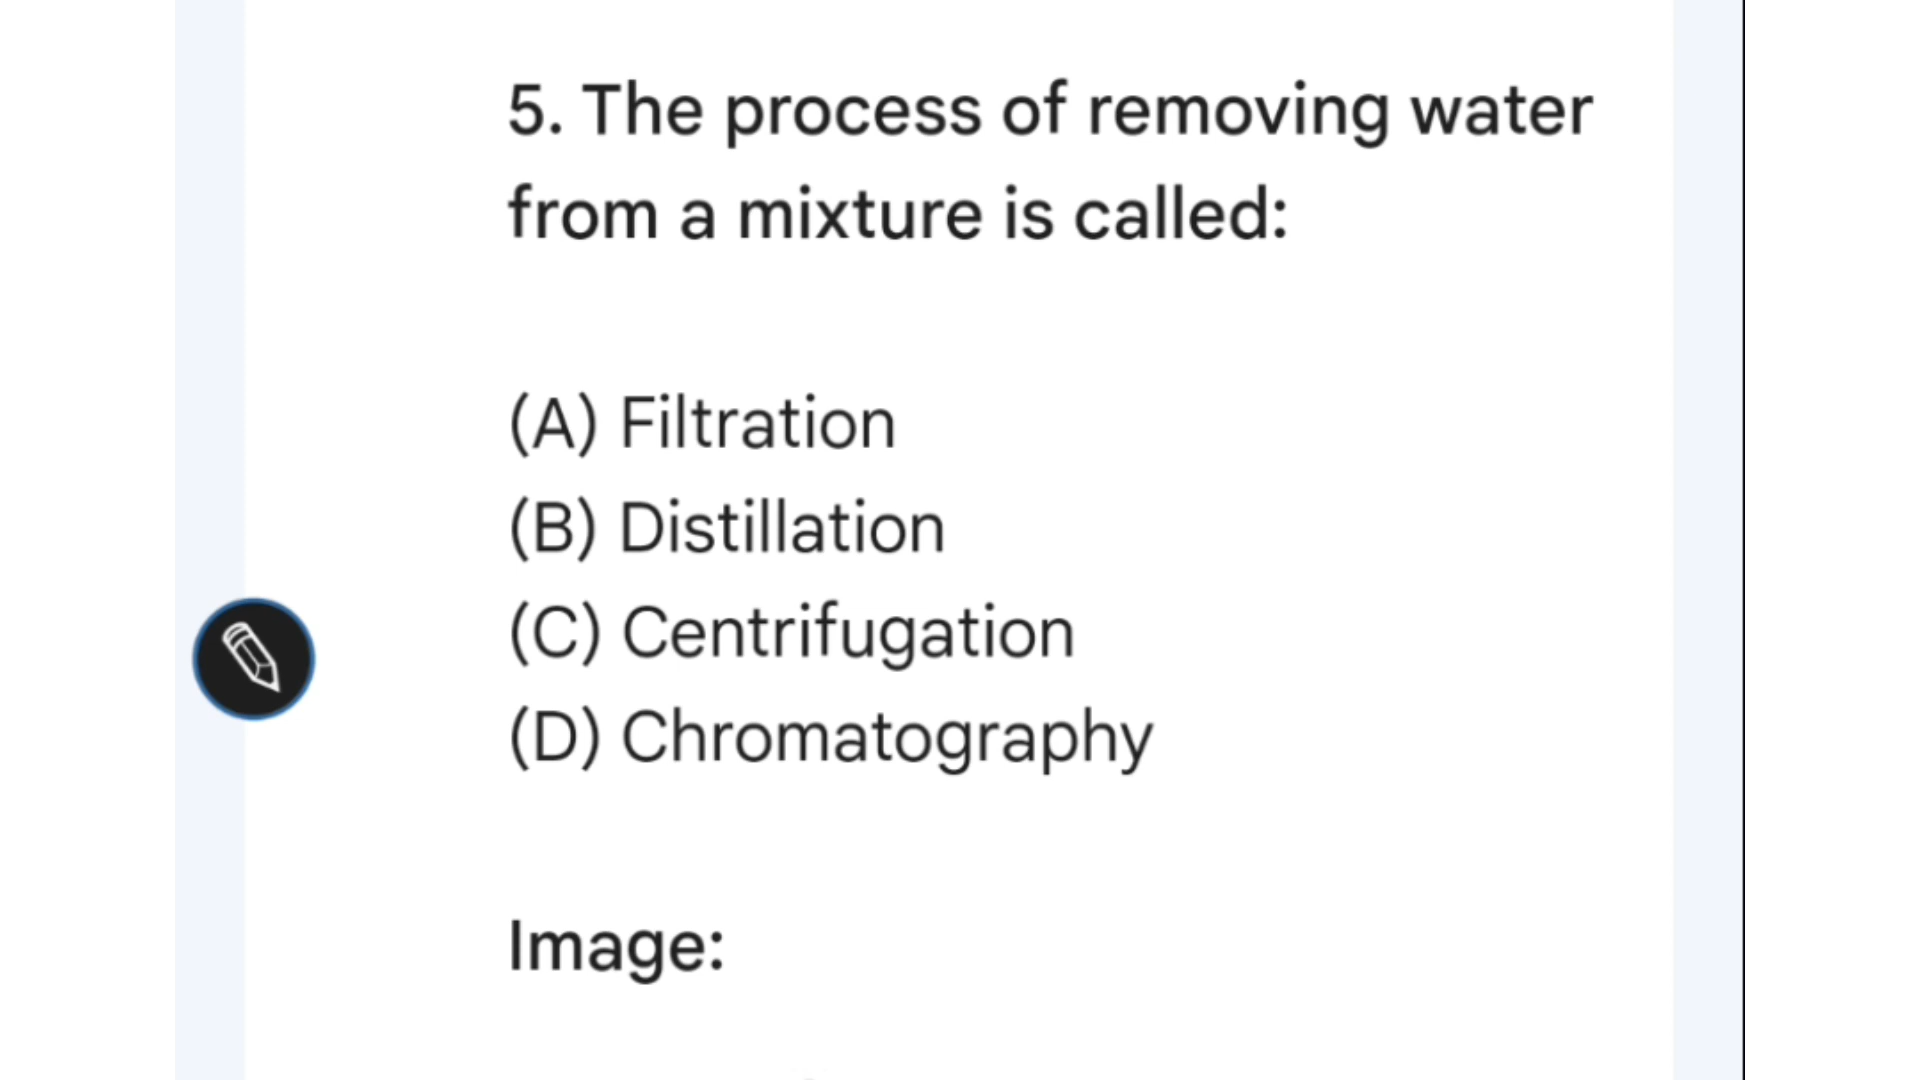 5. The process of removing water
from a mixture is called:
(A) Filtration
(B) Distillation
(C) Centrifugation
(D) Chromatography
Image: